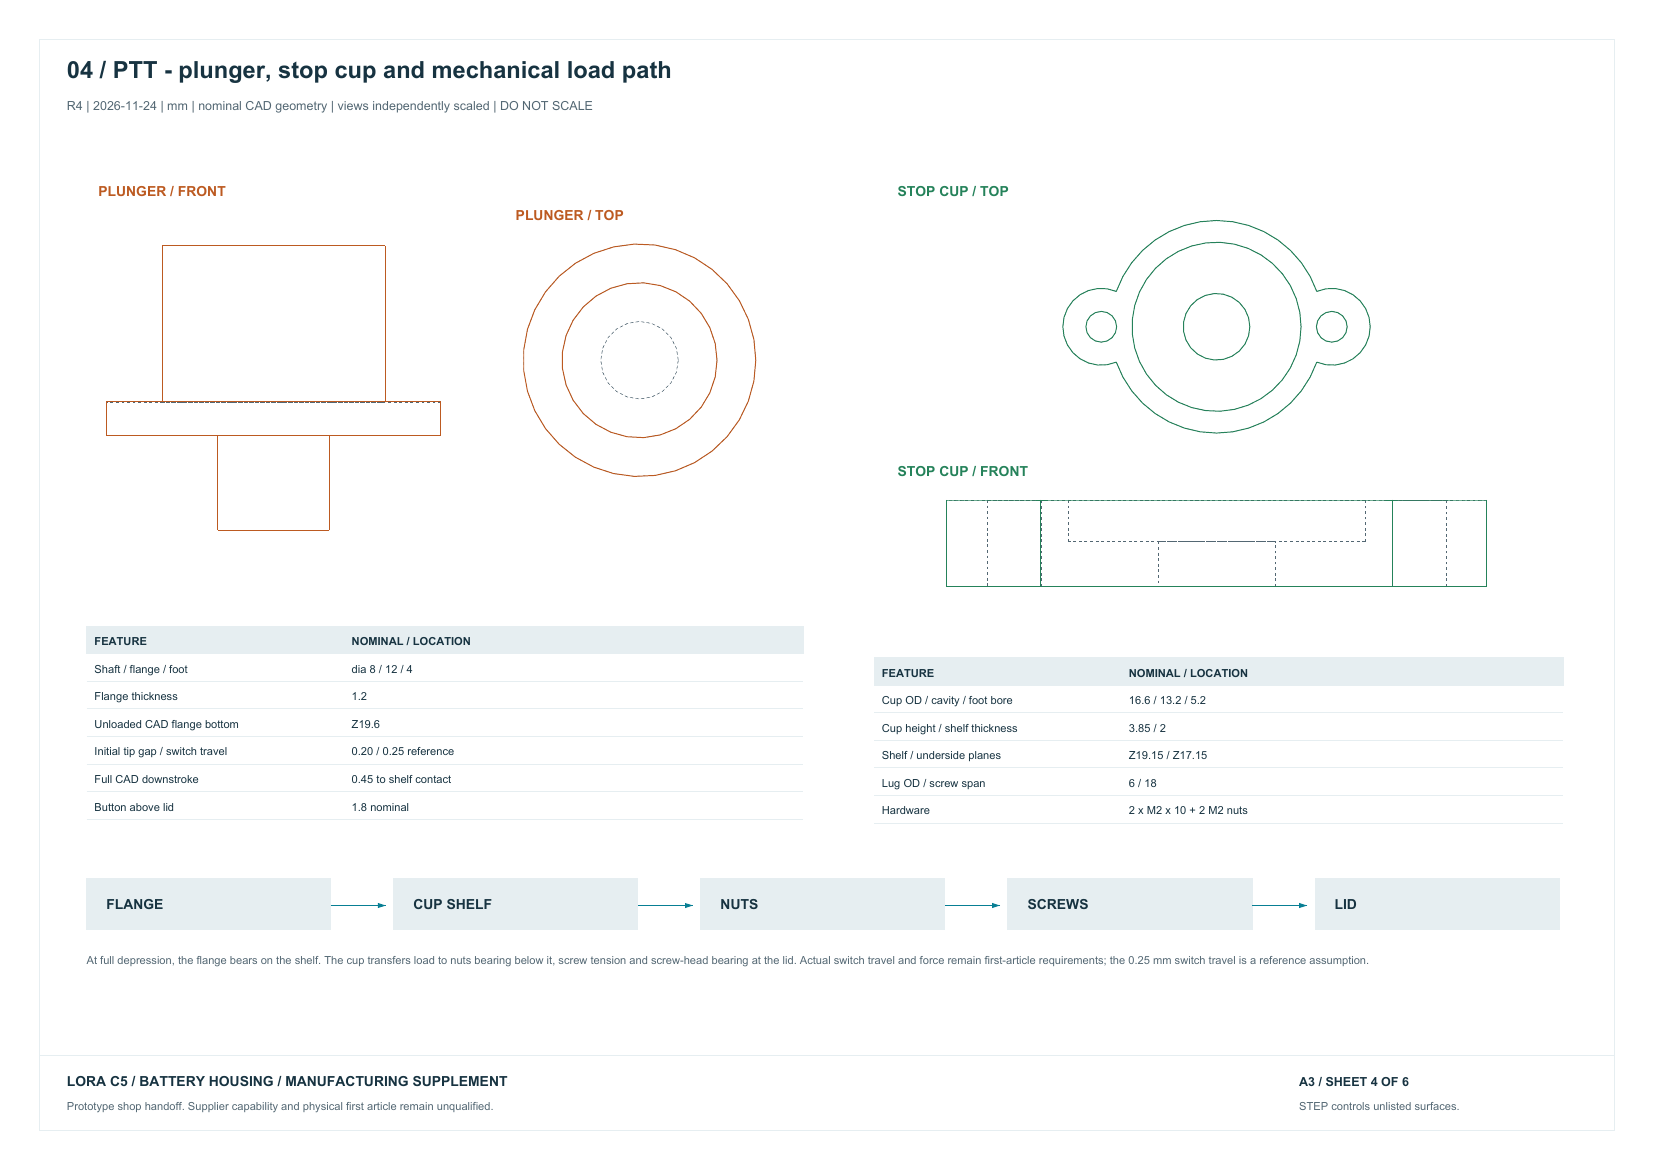 04 / PTT - plunger, stop cup and mechanical load path
R4 | 2026-11-24 | mm | nominal CAD geometry | views independently scaled | DO NOT SCALE
PLUNGER / FRONT
PLUNGER / TOP
STOP CUP / TOP
STOP CUP / FRONT
FEATURE NOMINAL / LOCATION
Shaft / flange / foot dia 8 / 12 / 4
Flange thickness 1.2
Unloaded CAD flange bottom Z19.6
Initial tip gap / switch travel 0.20 / 0.25 reference
Full CAD downstroke 0.45 to shelf contact
Button above lid 1.8 nominal
FEATURE NOMINAL / LOCATION
Cup OD / cavity / foot bore 16.6 / 13.2 / 5.2
Cup height / shelf thickness 3.85 / 2
Shelf / underside planes Z19.15 / Z17.15
Lug OD / screw span 6 / 18
Hardware 2 x M2 x 10 + 2 M2 nuts
FLANGE
CUP SHELF
NUTS
SCREWS
LID
At full depression, the flange bears on the shelf. The cup transfers load to nuts bearing below it, screw tension and screw-head bearing at the lid. Actual switch travel and force remain first-article requirements; the 0.25 mm switch travel is a reference assumption.
LORA C5 / BATTERY HOUSING / MANUFACTURING SUPPLEMENT
Prototype shop handoff. Supplier capability and physical first article remain unqualified.
A3 / SHEET 4 OF 6
STEP controls unlisted surfaces.